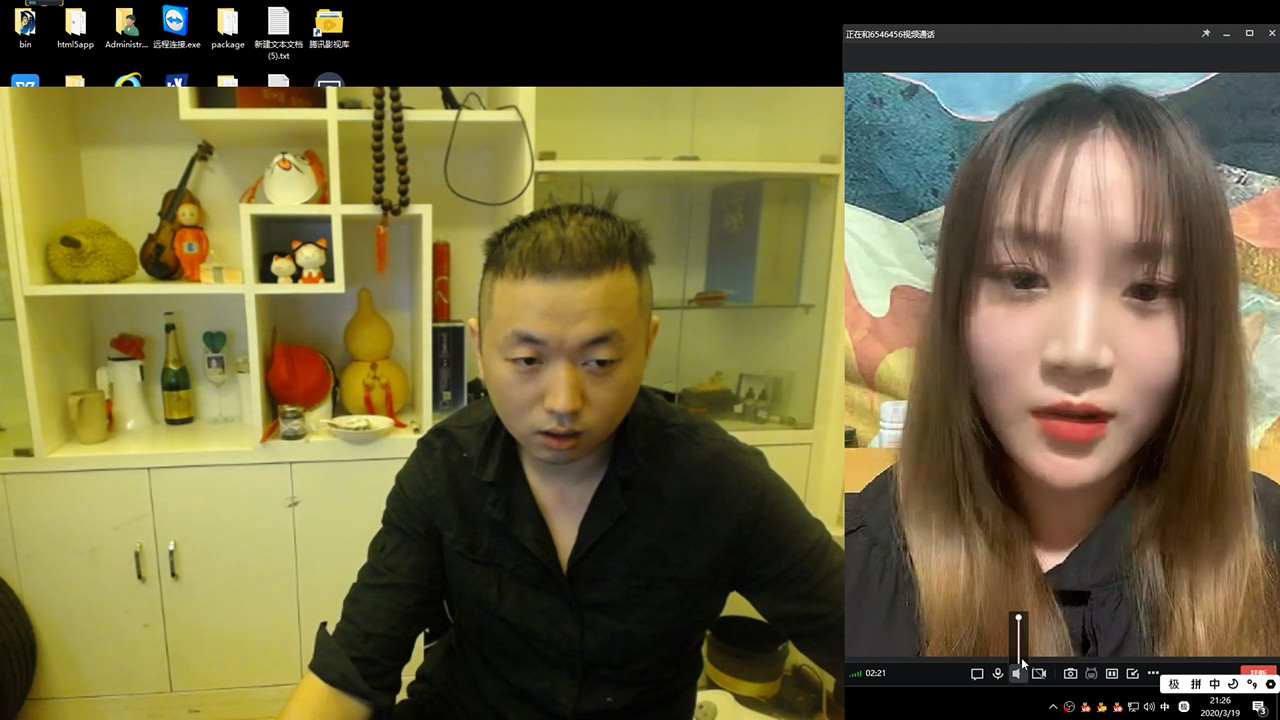 bin
html5app
Administr...
远程连接.exe
package
新建文本文档
(5).txt
腾讯影视库
正在和6546456视频通话
02:21
极 拼 中
中
21:26
2020/3/19
3